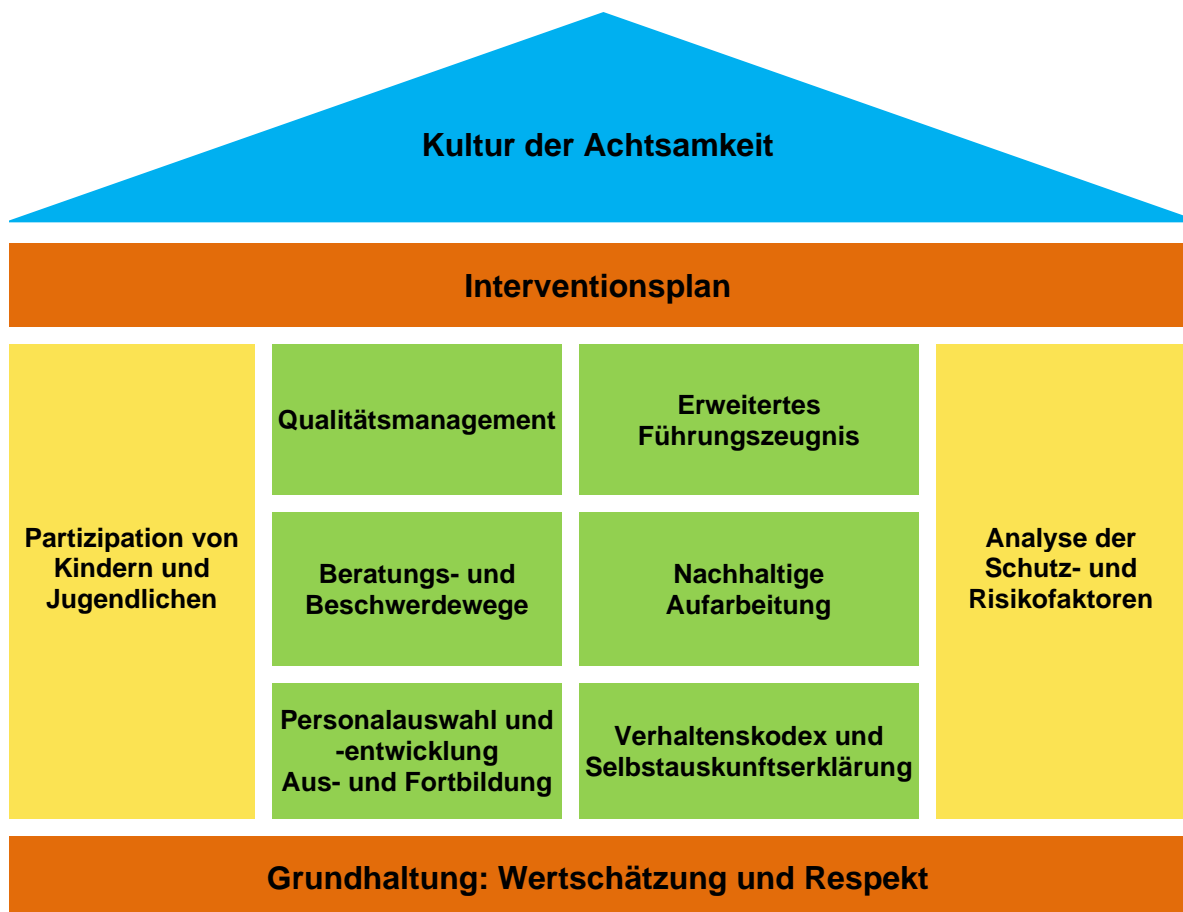 Kultur der Achtsamkeit
Interventionsplan
Partizipation von
Kindern und
Jugendlichen
Qualitätsmanagement
Erweitertes
Führungszeugnis
Beratungs- und
Beschwerdewege
Nachhaltige
Aufarbeitung
Personalauswahl und
-entwicklung
Aus- und Fortbildung
Verhaltenskodex und
Selbstauskunftserklärung
Analyse der
Schutz- und
Risikofaktoren
Grundhaltung: Wertschätzung und Respekt